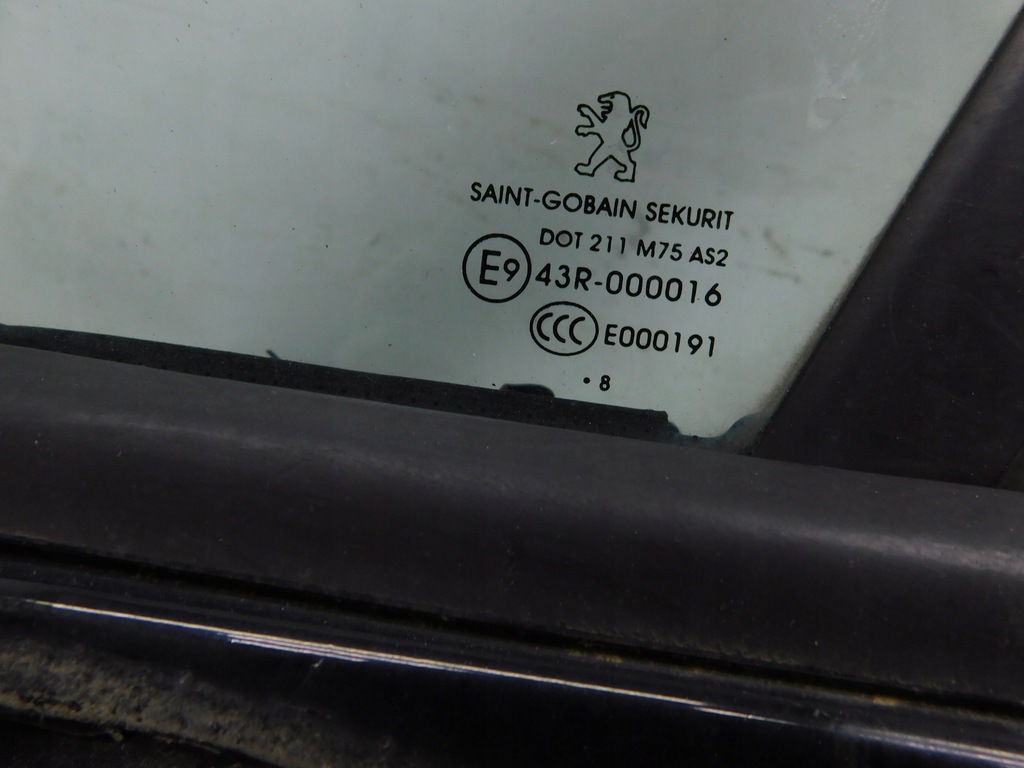 SAINT-GOBAIN SEKURIT
DOT 211 M75 AS2
E9 43R-000016
CCC E000191
• 8